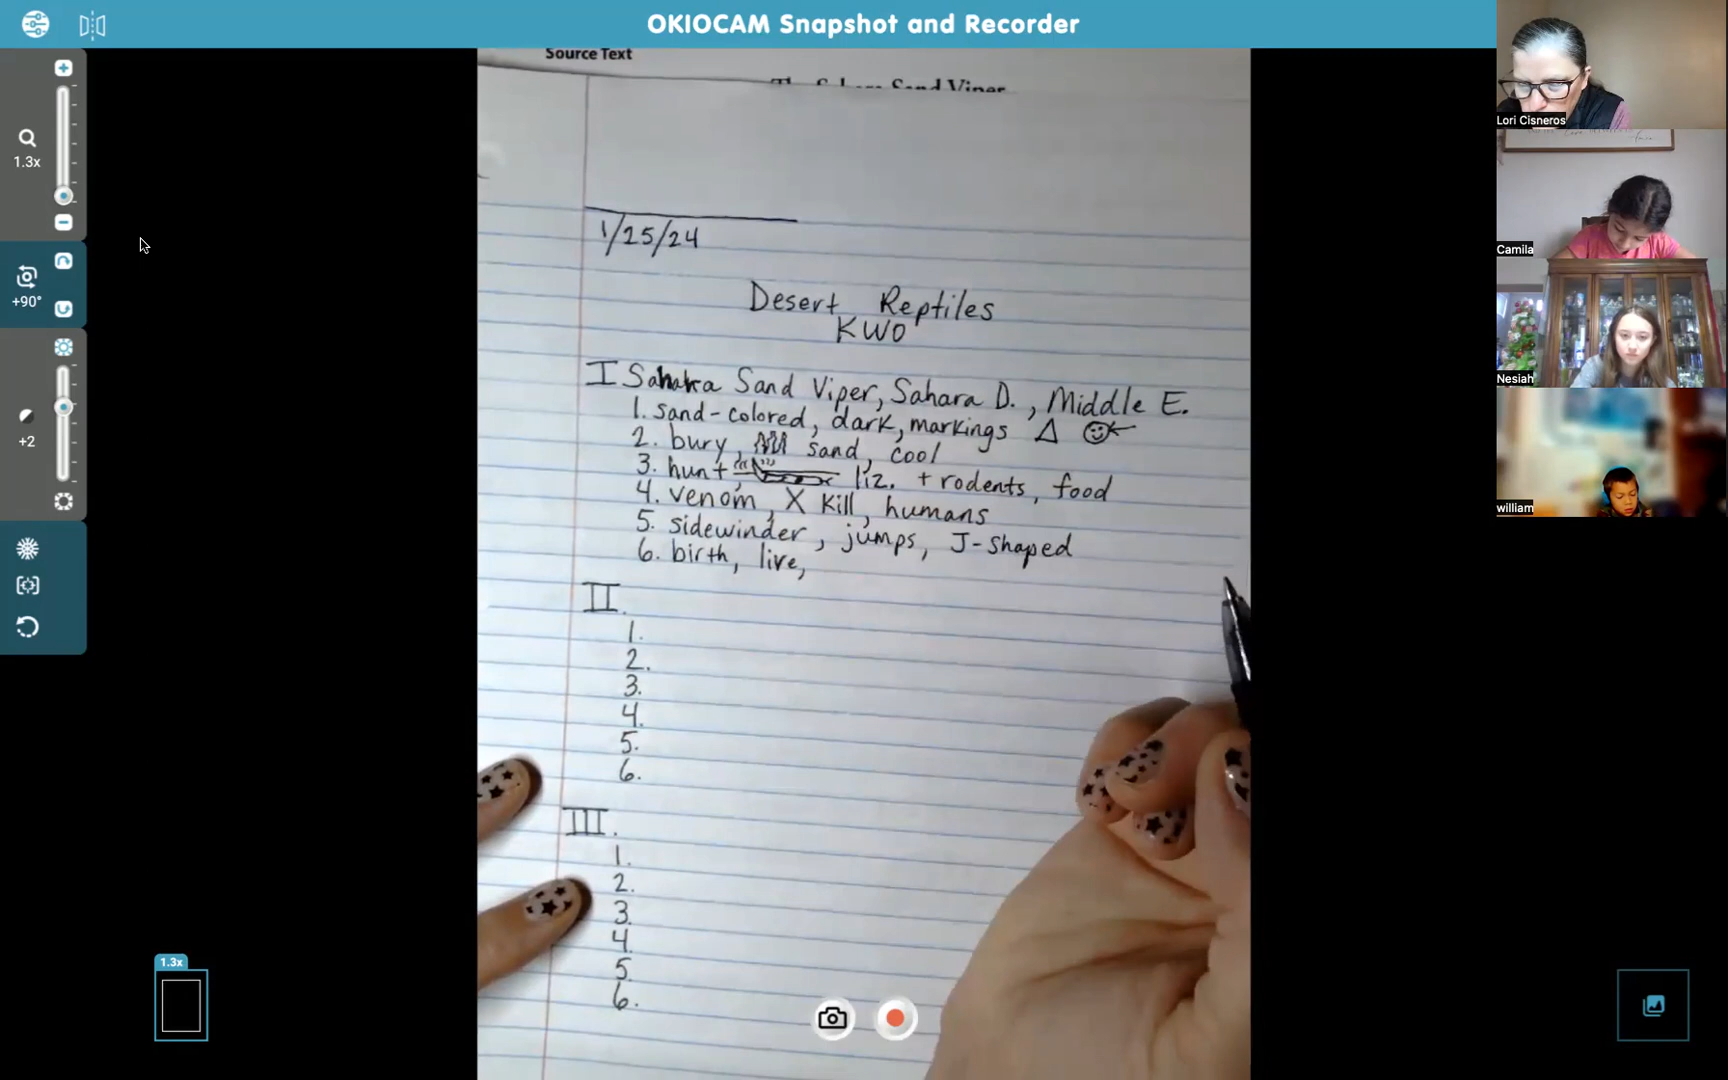 OKIOCAM Snapshot and Recorder
Source Text
Sand Viper
1.3x
+90°
+2
1/25/24
Desert Reptiles
KWO
I Sahara Sand Viper, Sahara D., Middle E.
1. sand-colored, dark, markings
2. bury, sand, cool
3. hunt liz. + rodents, food
4. venom, X kill, humans
5. sidewinder, jumps, J-shaped
6. birth, live,
II.
1.
2.
3.
4.
5.
6.
III.
1.
2.
3.
4.
5.
6.
1.3x
Lori Cisneros
Camila
Nesiah
william